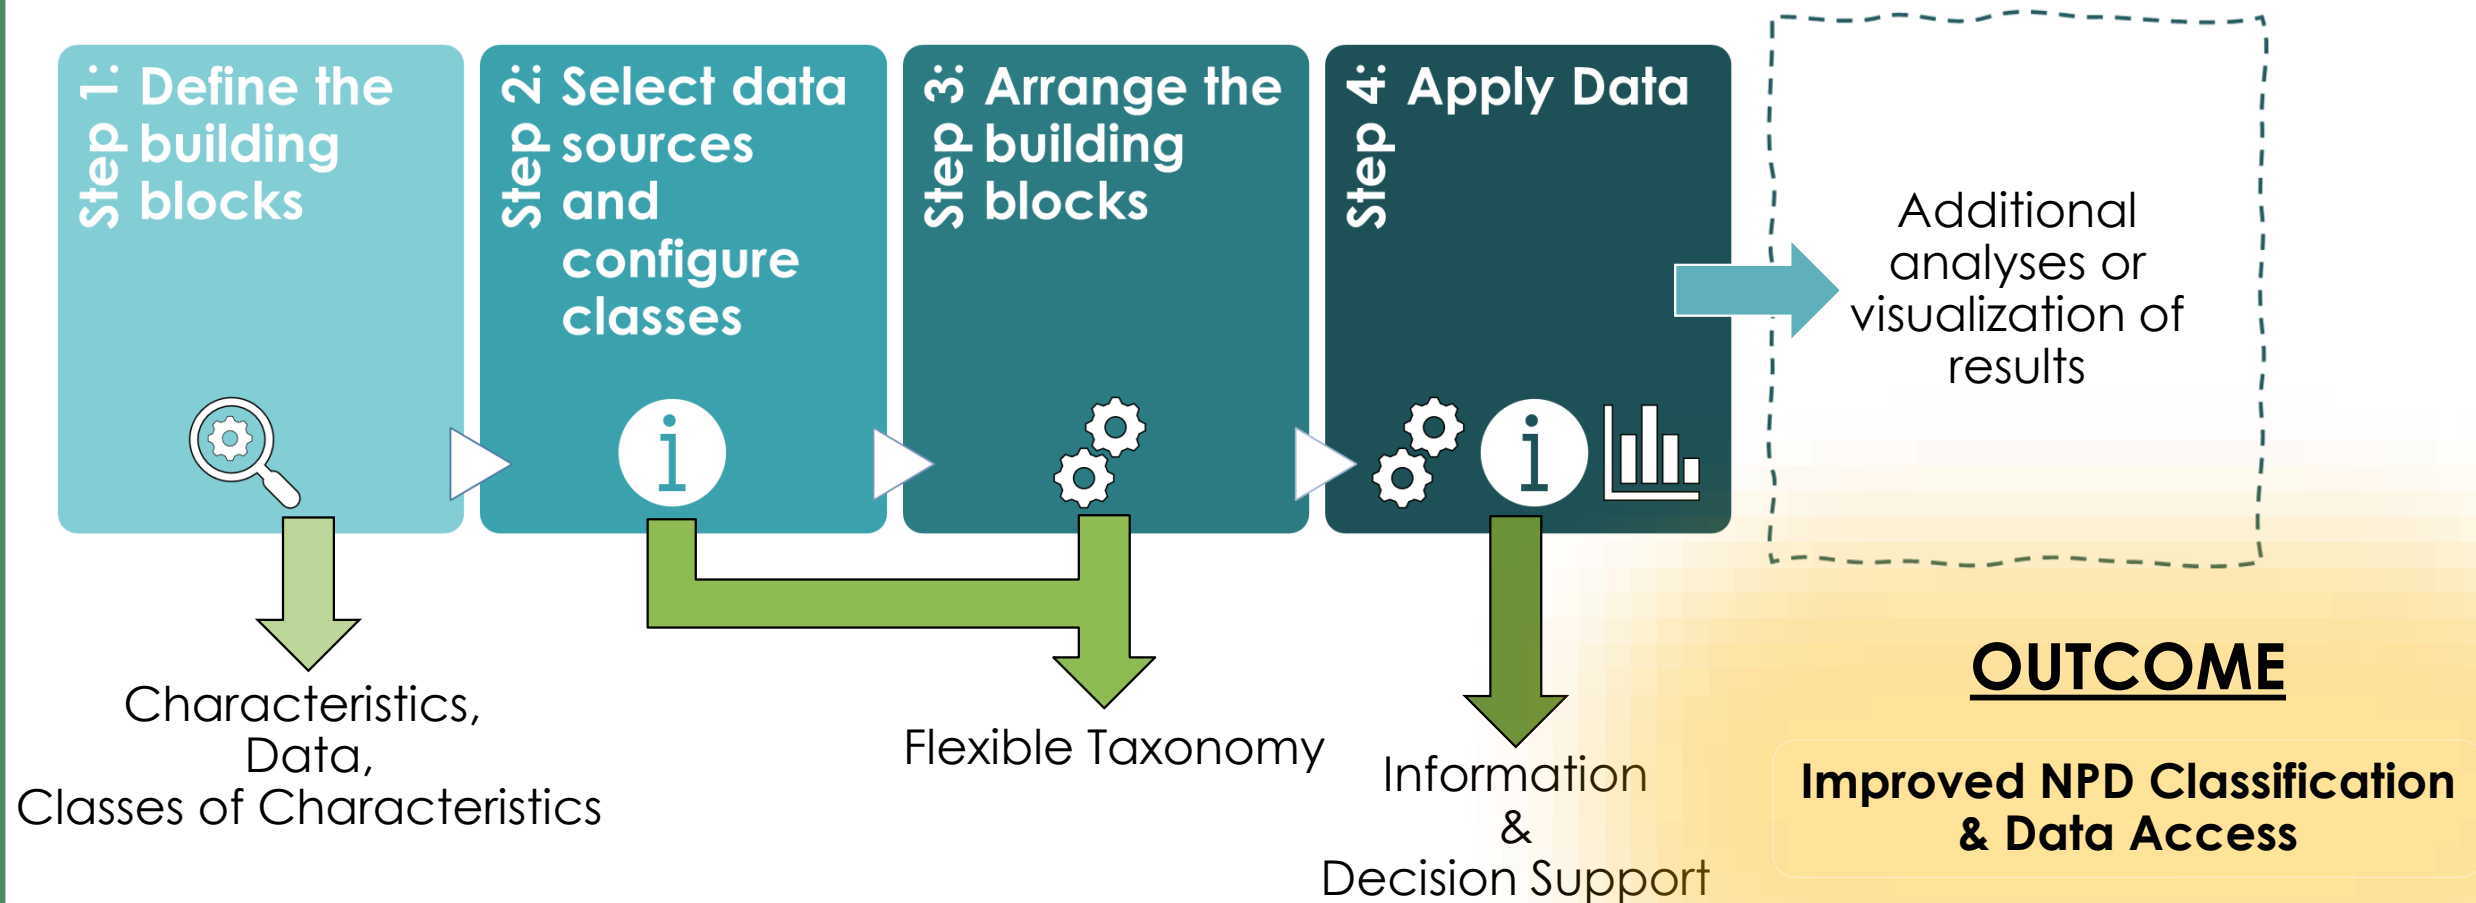 Step 1:
Define the
building
blocks
Step 2:
Select data
sources
and
configure
classes
Step 3:
Arrange the
building
blocks
Step 4:
Apply Data
Additional
analyses or
visualization of
results
i
i
Characteristics,
Data,
Classes of Characteristics
Flexible Taxonomy
Information
&
Decision Support
OUTCOME
Improved NPD Classification
& Data Access